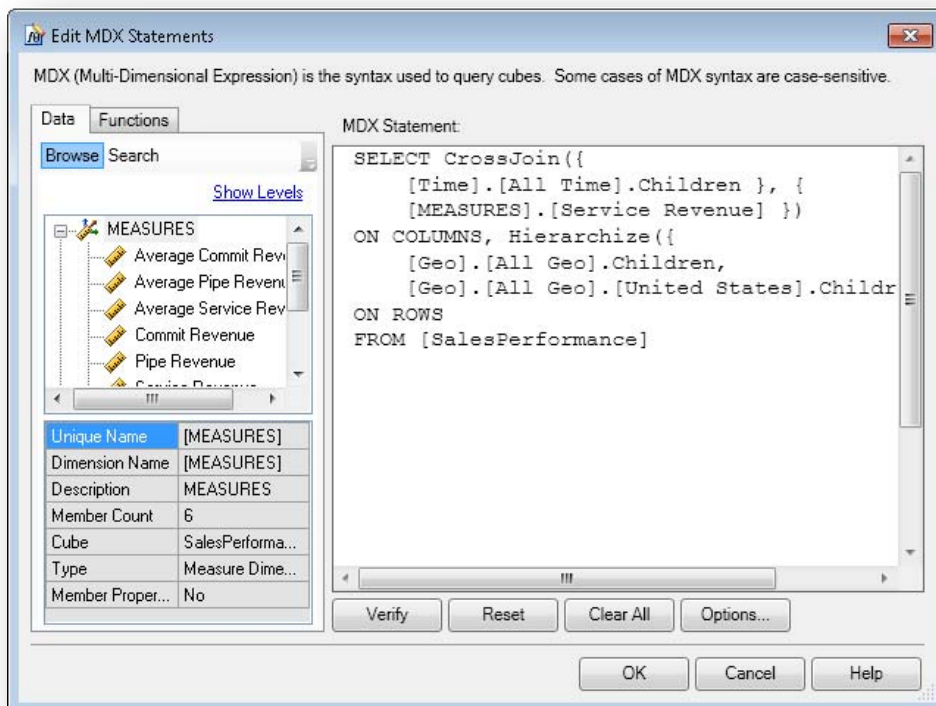 Edit MDX Statements
MDX (Multi-Dimensional Expression) is the syntax used to query cubes.  Some cases of MDX syntax are case-sensitive.
Data
Functions
Browse Search
Show Levels
MEASURES
Average Commit Rev
Average Pipe Revenu
Average Service Rev
Commit Revenue
Pipe Revenue
Unique Name [MEASURES]
Dimension Name [MEASURES]
Description MEASURES
Member Count 6
Cube SalesPerforma...
Type Measure Dime...
Member Proper... No
MDX Statement:
SELECT CrossJoin({
[Time].[All Time].Children }, {
[MEASURES].[Service Revenue] })
ON COLUMNS, Hierarchize({
[Geo].[All Geo].Children,
[Geo].[All Geo].[United States].Childr
ON ROWS
FROM [SalesPerformance]
Verify Reset Clear All Options...
OK Cancel Help